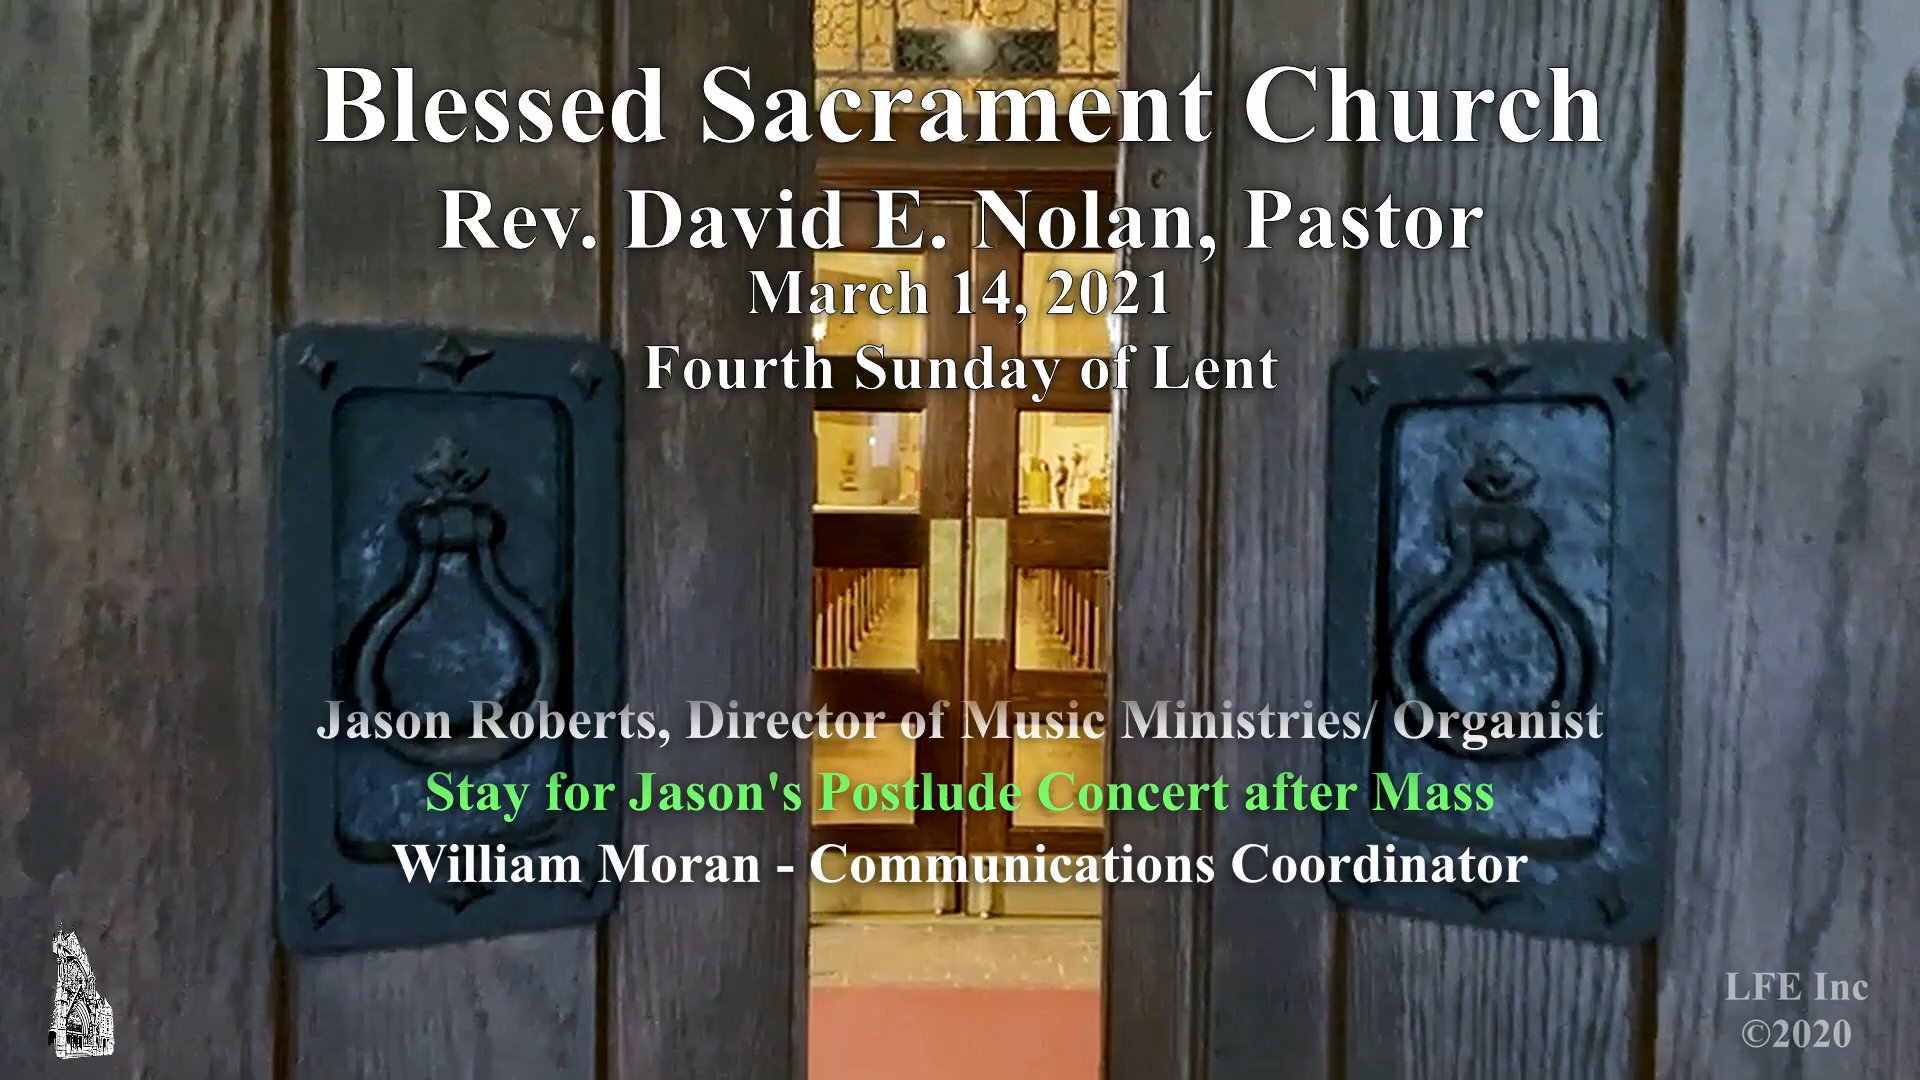 Blessed Sacrament Church
Rev. David E. Nolan, Pastor
March 14, 2021
Fourth Sunday of Lent
Jason Roberts, Director of Music Ministries/ Organist
Stay for Jason's Postlude Concert after Mass
William Moran - Communications Coordinator
LFE Inc
©2020